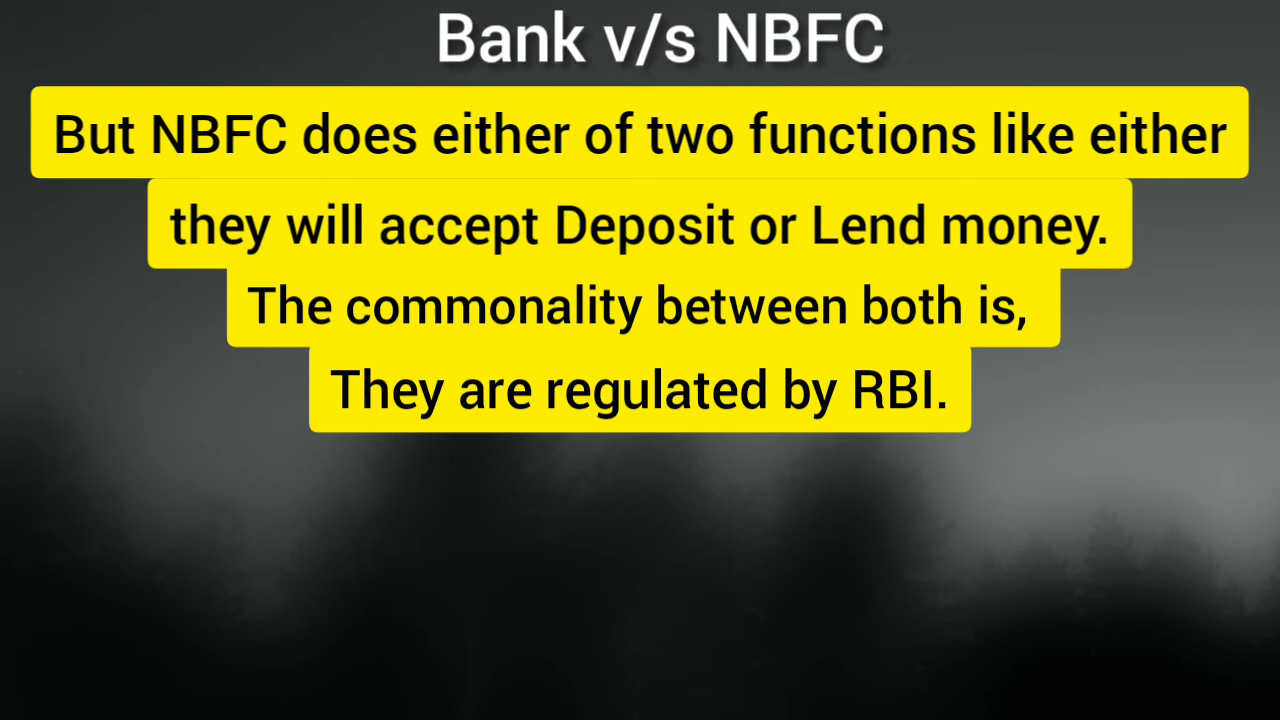 Bank v/s NBFC
But NBFC does either of two functions like either
they will accept Deposit or Lend money.
The commonality between both is,
They are regulated by RBI.